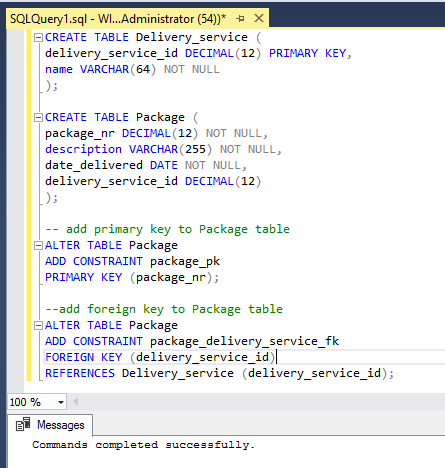 SQLQuery1.sql - WI...Administrator (54))*
CREATE TABLE Delivery_service (
delivery_service_id DECIMAL(12) PRIMARY KEY,
name VARCHAR(64) NOT NULL
);
CREATE TABLE Package (
package_nr DECIMAL(12) NOT NULL,
description VARCHAR(255) NOT NULL,
date_delivered DATE NOT NULL,
delivery_service_id DECIMAL(12)
);
-- add primary key to Package table
ALTER TABLE Package
ADD CONSTRAINT package_pk
PRIMARY KEY (package_nr);
--add foreign key to Package table
ALTER TABLE Package
ADD CONSTRAINT package_delivery_service_fk
FOREIGN KEY (delivery_service_id)
REFERENCES Delivery_service (delivery_service_id);
100 %
Messages
Commands completed successfully.